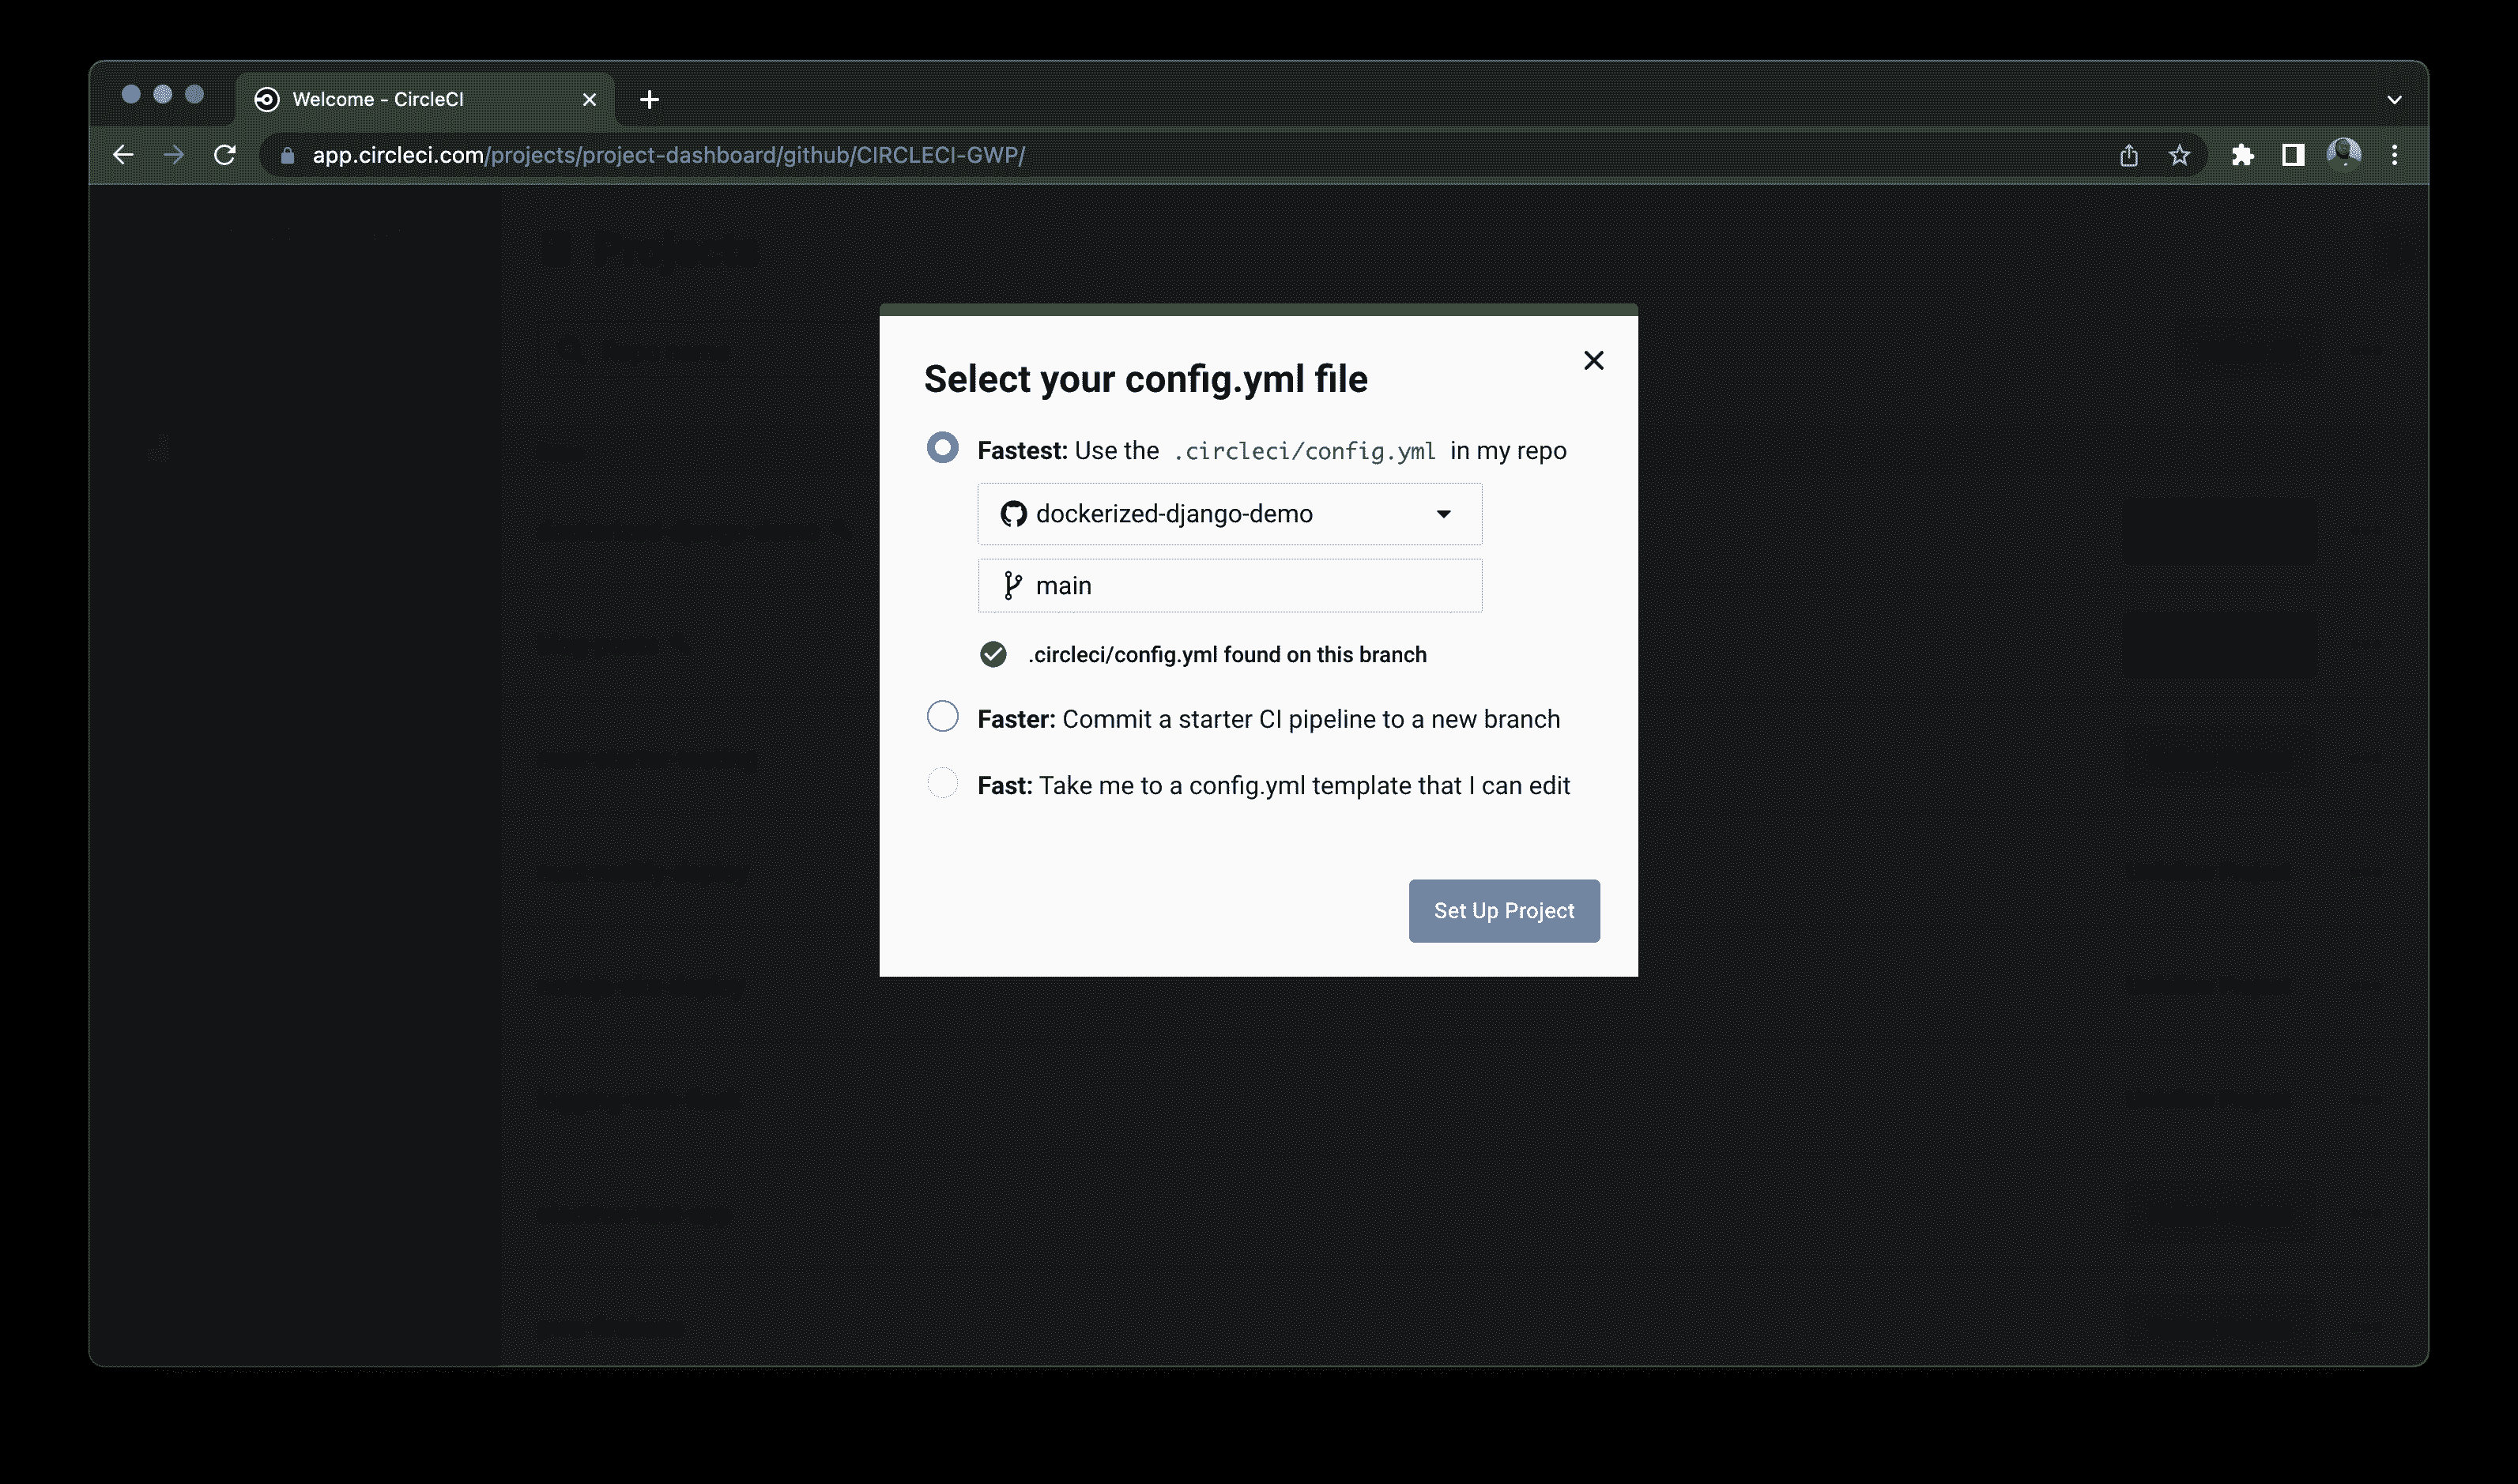 Welcome - CircleCI
app.circleci.com/projects/project-dashboard/github/CIRCLECI-GWP/
Projects
Select your config.yml file
Fastest: Use the .circleci/config.yml in my repo
dockerized-django-demo
main
.circleci/config.yml found on this branch
Faster: Commit a starter CI pipeline to a new branch
Fast: Take me to a config.yml template that I can edit
Set Up Project